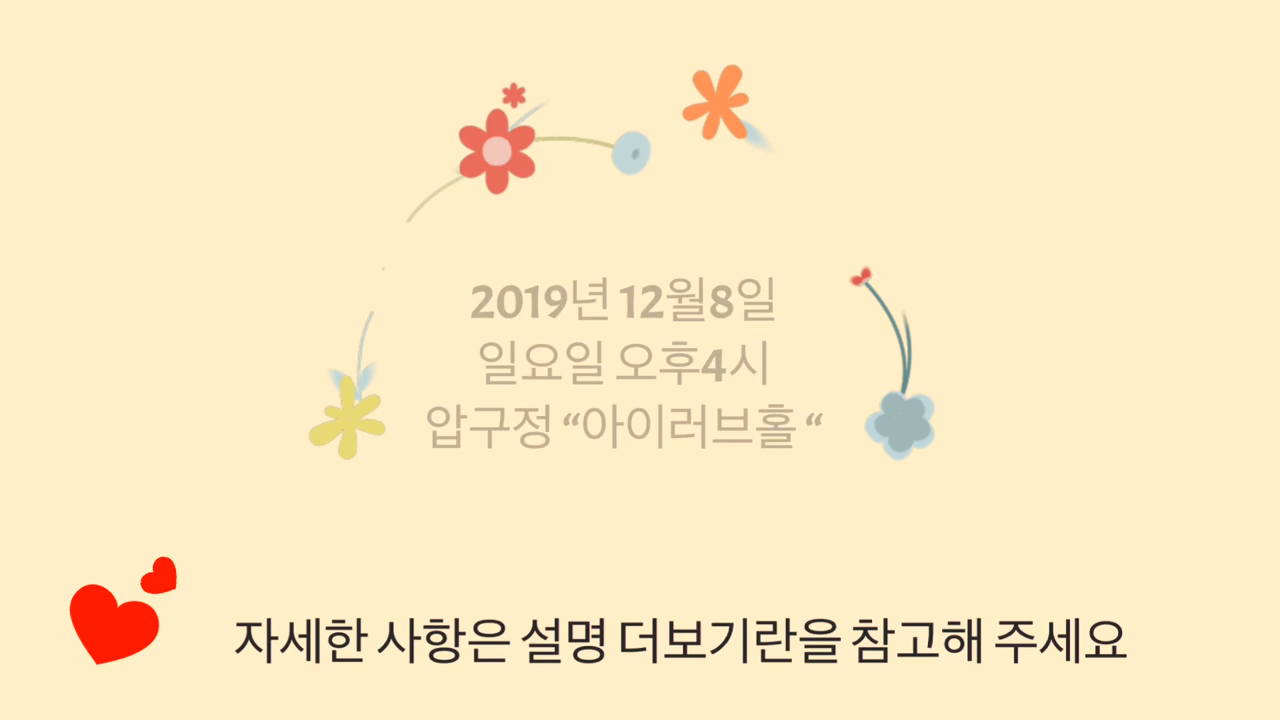 2019년 12월8일
일요일 오후4시
압구정 “아이러브홀 “
자세한 사항은 설명 더보기란을 참고해 주세요